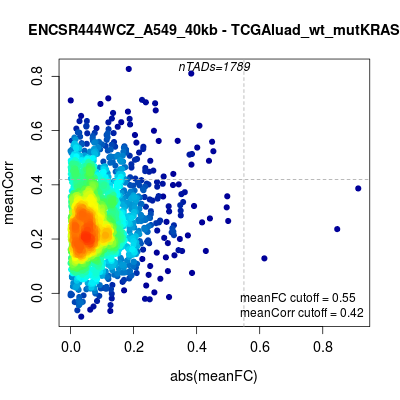 ENCSR444WCZ_A549_40kb - TCGAluad_wt_mutKRAS
nTADs=1789
meanCorr
0.8
0.6
0.4
0.2
0.0
meanFC cutoff = 0.55
meanCorr cutoff = 0.42
0.0 0.2 0.4 0.6 0.8
abs(meanFC)